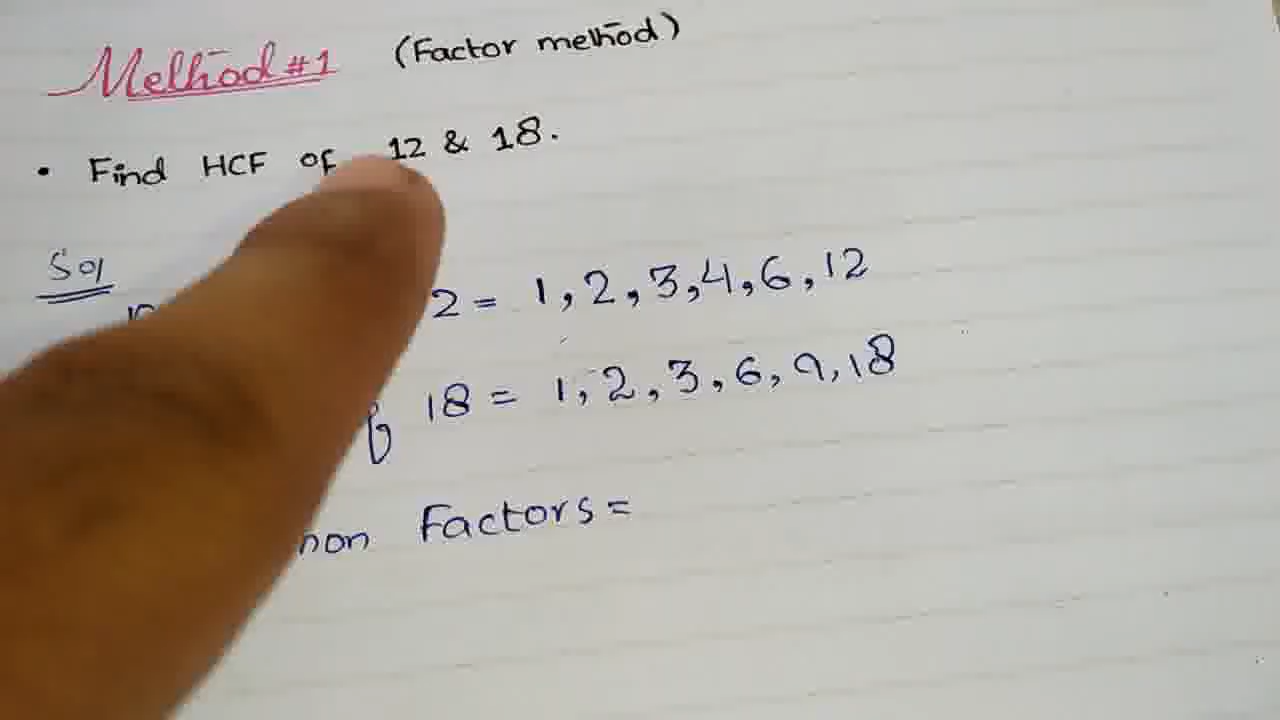 Method #1 (Factor method)
• Find HCF of 12 & 18.
Sol
2 = 1, 2, 3, 4, 6, 12
18 = 1, 2, 3, 6, 9, 18
Factors =